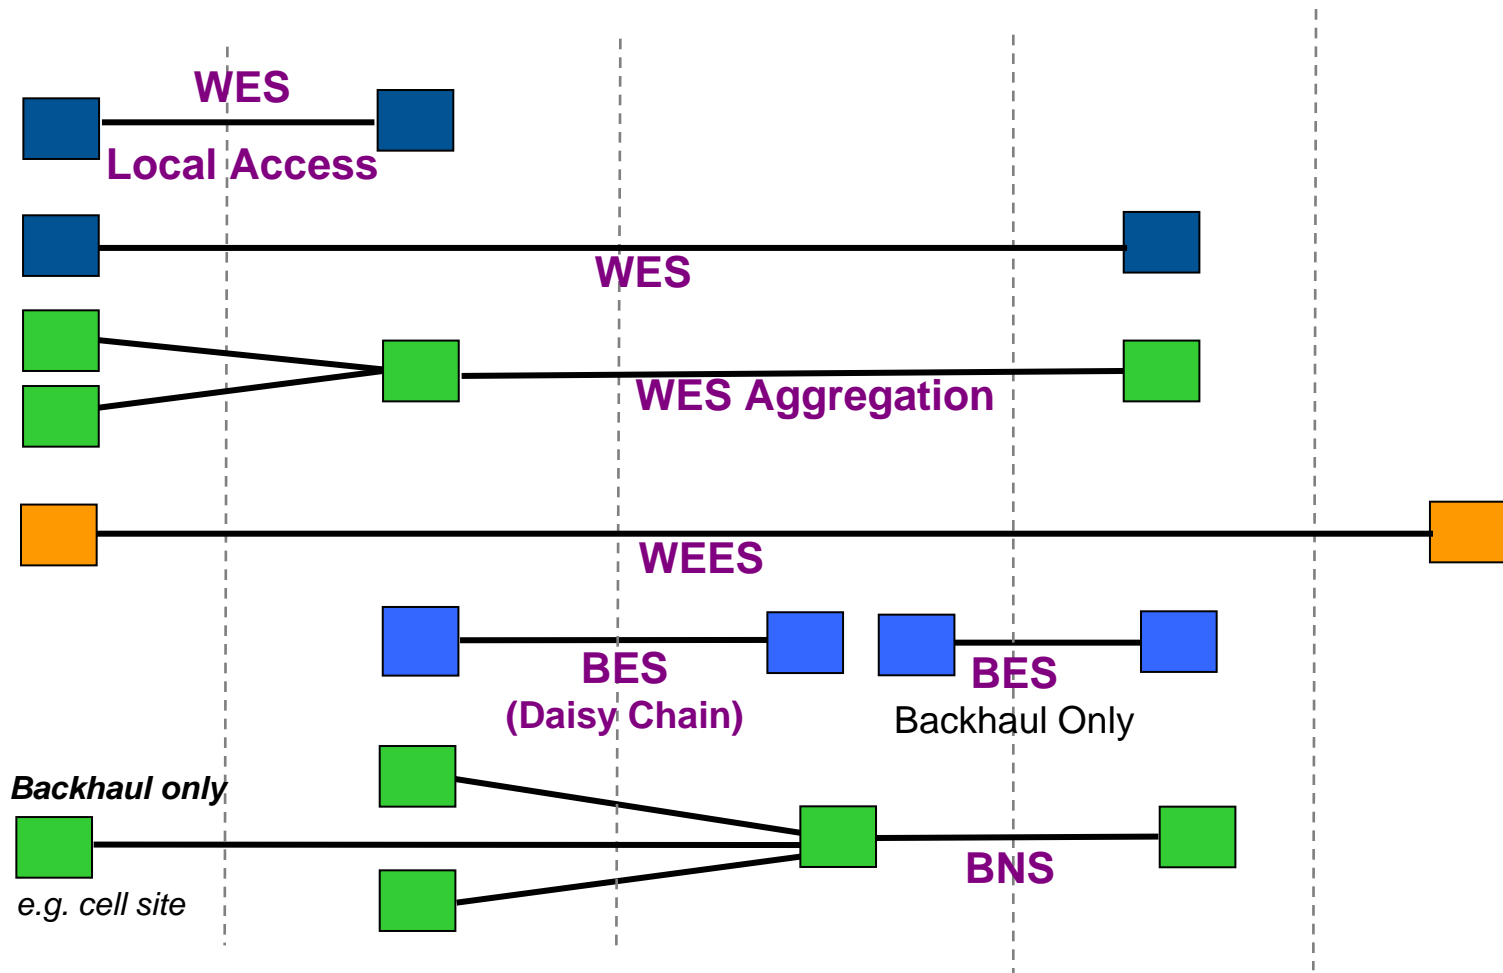 WES
Local Access
WES
WES Aggregation
WEES
BES
(Daisy Chain)
BES
Backhaul Only
Backhaul only
e.g. cell site
BNS